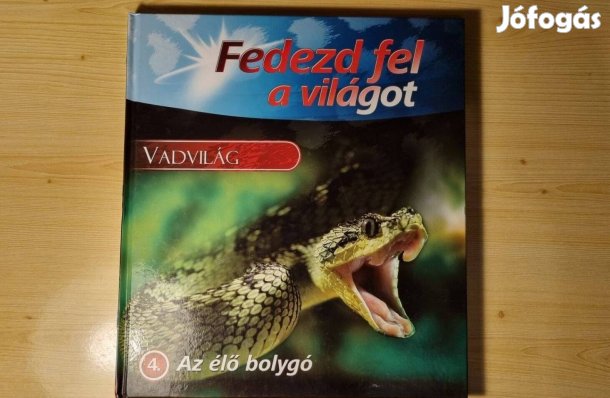 Jófogás
Fedezd fel
a világot
VADVILÁG
4. Az élő bolygó